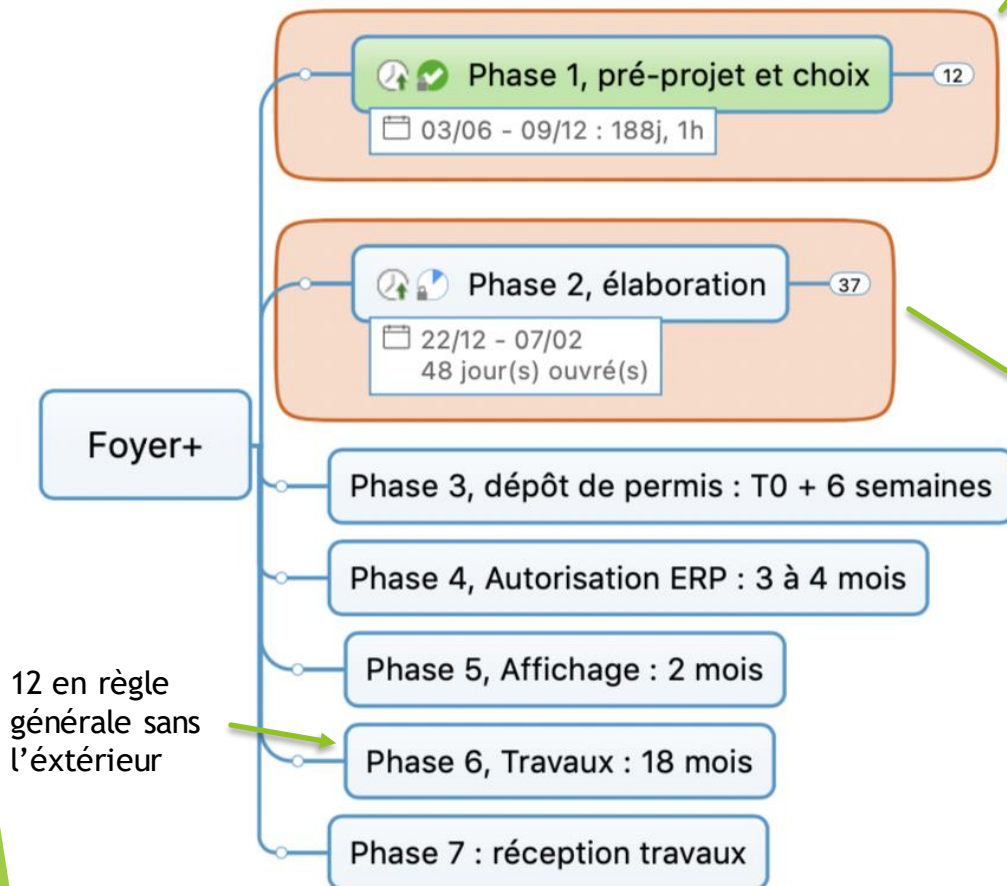 Phase 1, pré-projet et choix
12
03/06 - 09/12 : 188j, 1h
Phase 2, élaboration
37
22/12 - 07/02
48 jour(s) ouvré(s)
Foyer+
Phase 3, dépôt de permis : T0 + 6 semaines
Phase 4, Autorisation ERP : 3 à 4 mois
Phase 5, Affichage : 2 mois
12 en règle
générale sans
l’éxtérieur
Phase 6, Travaux : 18 mois
Phase 7 : réception travaux